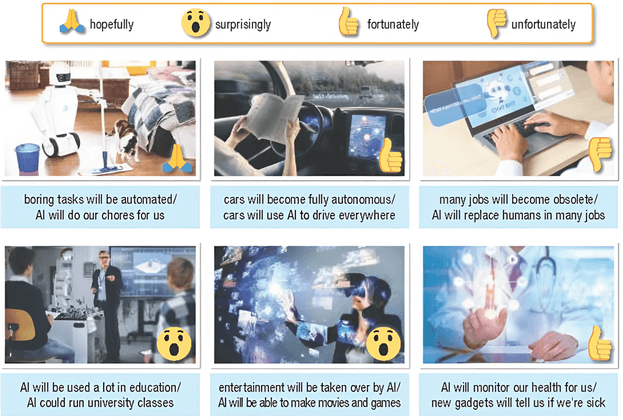 hopefully surprisingly fortunately unfortunately
boring tasks will be automated/
AI will do our chores for us
cars will become fully autonomous/
cars will use AI to drive everywhere
many jobs will become obsolete/
AI will replace humans in many jobs
AI will be used a lot in education/
AI could run university classes
entertainment will be taken over by AI/
AI will be able to make movies and games
AI will monitor our health for us/
new gadgets will tell us if we're sick